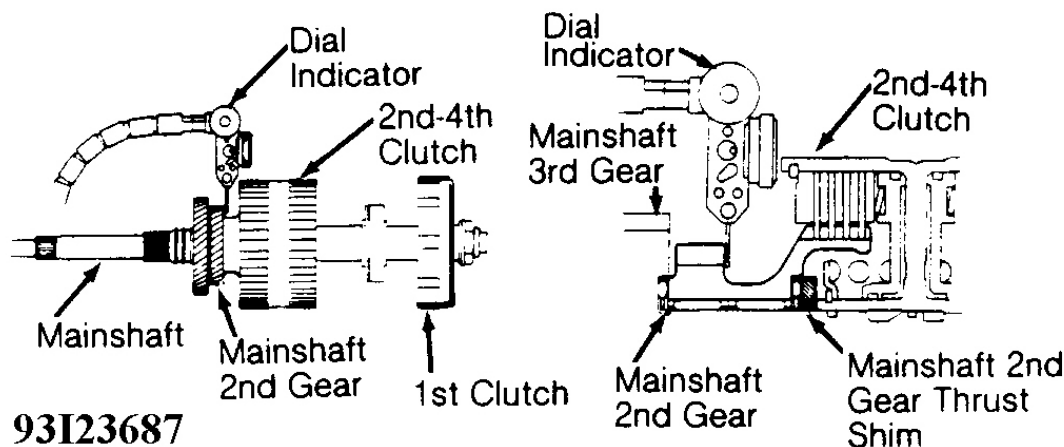 Dial
Indicator
2nd-4th
Clutch
Mainshaft
Mainshaft
2nd Gear
1st Clutch
93I23687
Dial
Indicator
2nd-4th
Clutch
Mainshaft
3rd Gear
Mainshaft
2nd Gear
Mainshaft 2nd
Gear Thrust
Shim